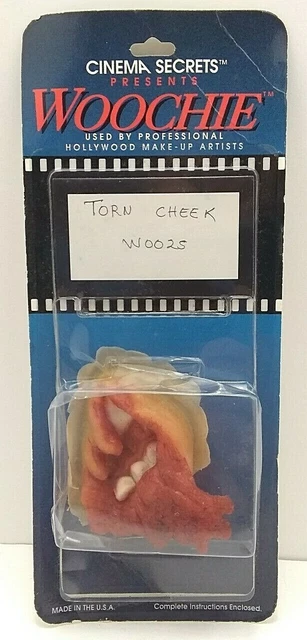 CINEMA SECRETS™
PRESENTS
WOOCHIE™
USED BY PROFESSIONAL
HOLLYWOOD MAKE-UP ARTISTS
TORN CHEEK
WOO25
MADE IN THE U.S.A. Complete Instructions Enclosed.